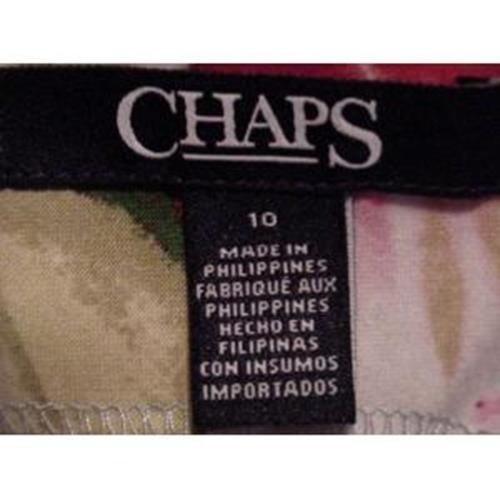 CHAPS
10
MADE IN
PHILIPPINES
FABRIQUÉ AUX
PHILIPPINES
HECHO EN
FILIPINAS
CON INSUMOS
IMPORTADOS